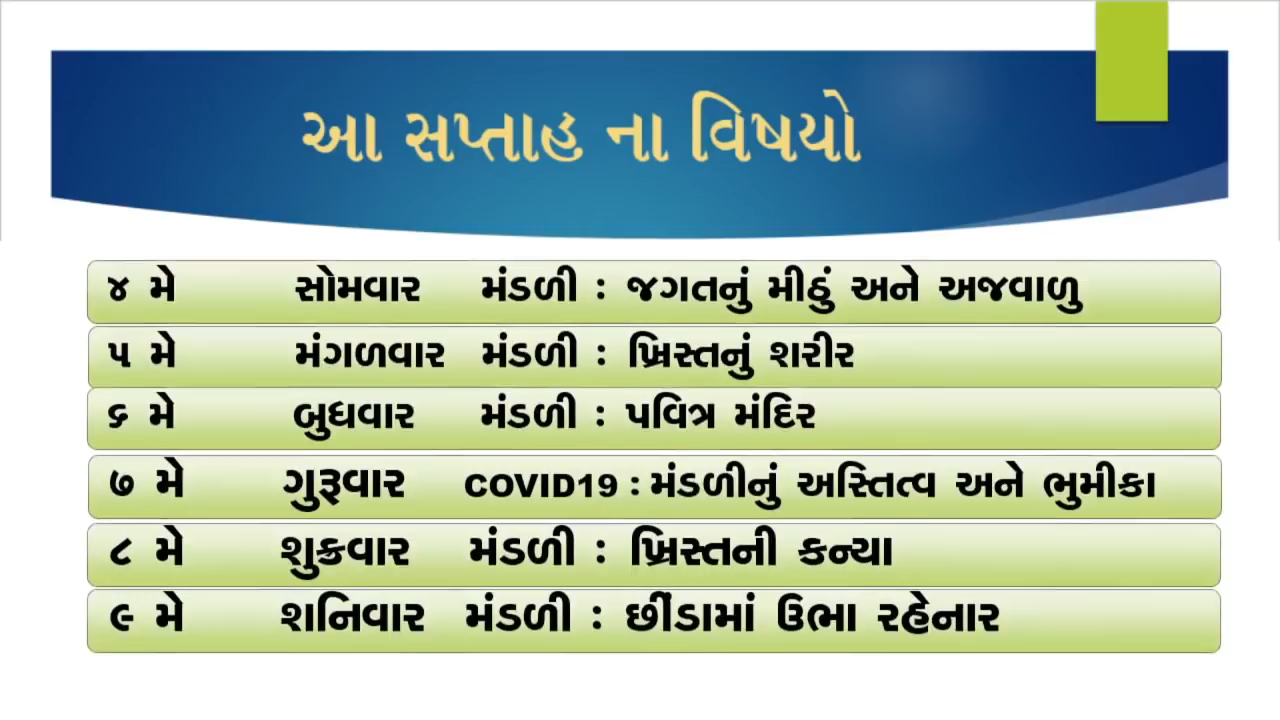 આ સપ્તાહ ના વિષયો
૪ મે સોમવાર મંડળી : જગતનું મીઠું અને અજવાળુ
૫ મે મંગળવાર મંડળી : ખ્રિસ્તનું શરીર
૬ મે બુધવાર મંડળી : પવિત્ર મંદિર
૭ મે ગુરૂવાર COVID19 : મંડળીનું અસ્તિત્વ અને ભુમીકા
૮ મે શુક્રવાર મંડળી : ખ્રિસ્તની કન્યા
૯ મે શનિવાર મંડળી : છીંડામાં ઉભા રહેનાર